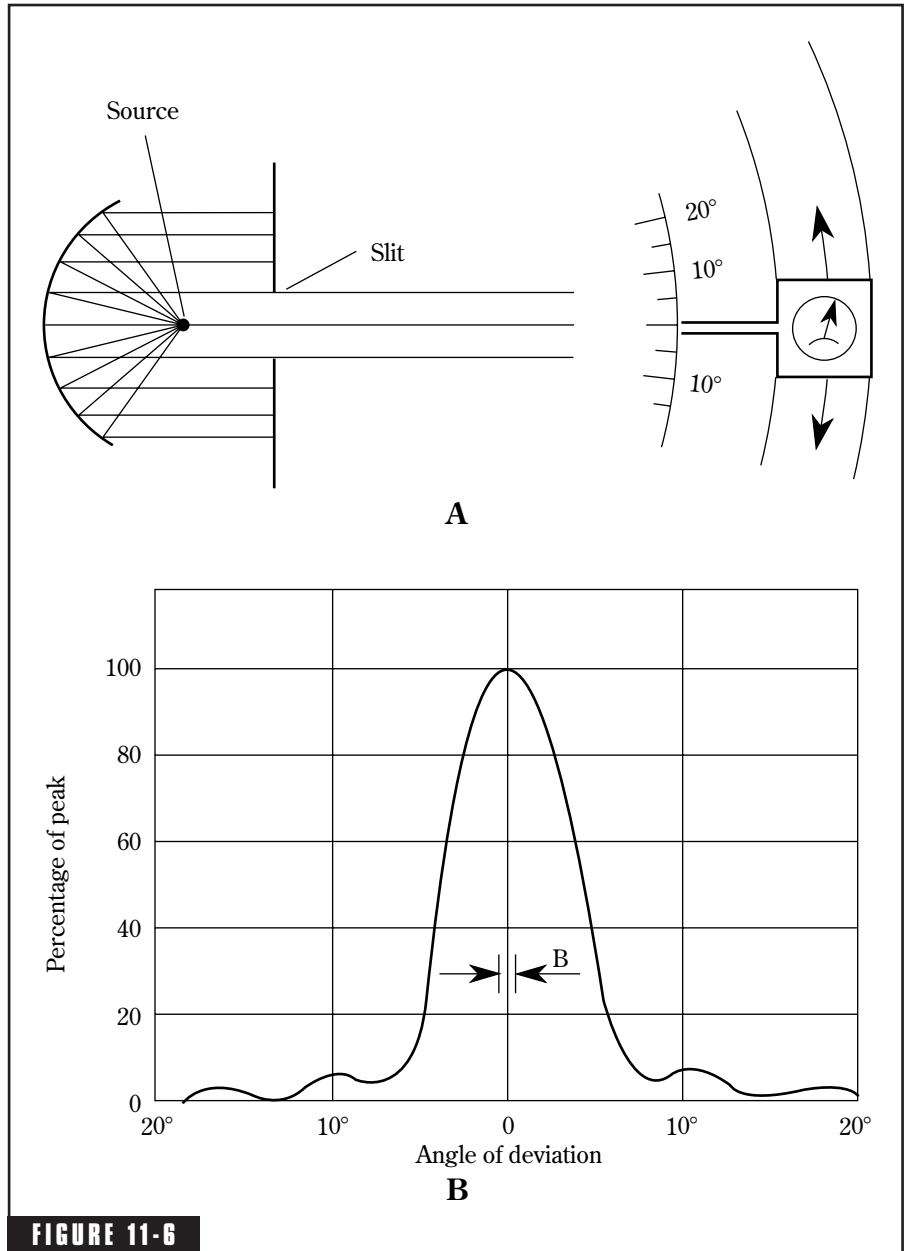 Source
Slit
20°
10°
10°
A
100
80
60
40
20
0
Percentage of peak
B
20° 10° 0 10° 20°
Angle of deviation
B
FIGURE 11-6